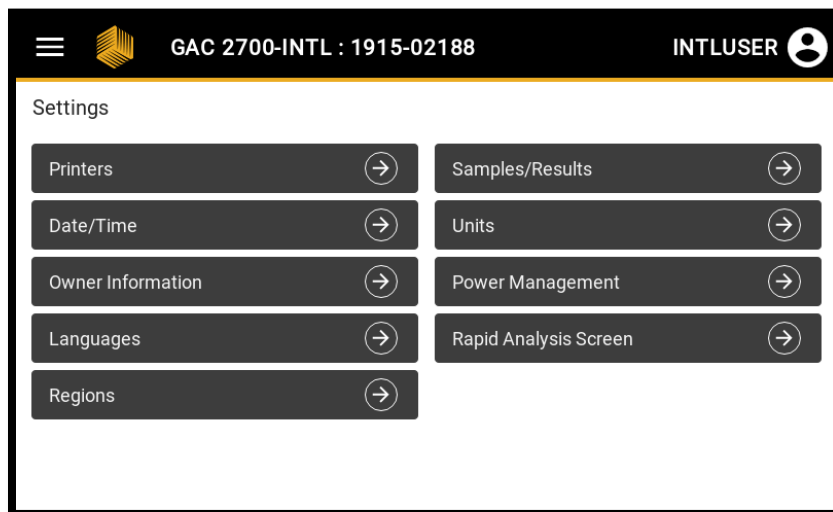 GAC 2700-INTL : 1915-02188
INTLUSER
Settings
Printers
Samples/Results
Date/Time
Units
Owner Information
Power Management
Languages
Rapid Analysis Screen
Regions